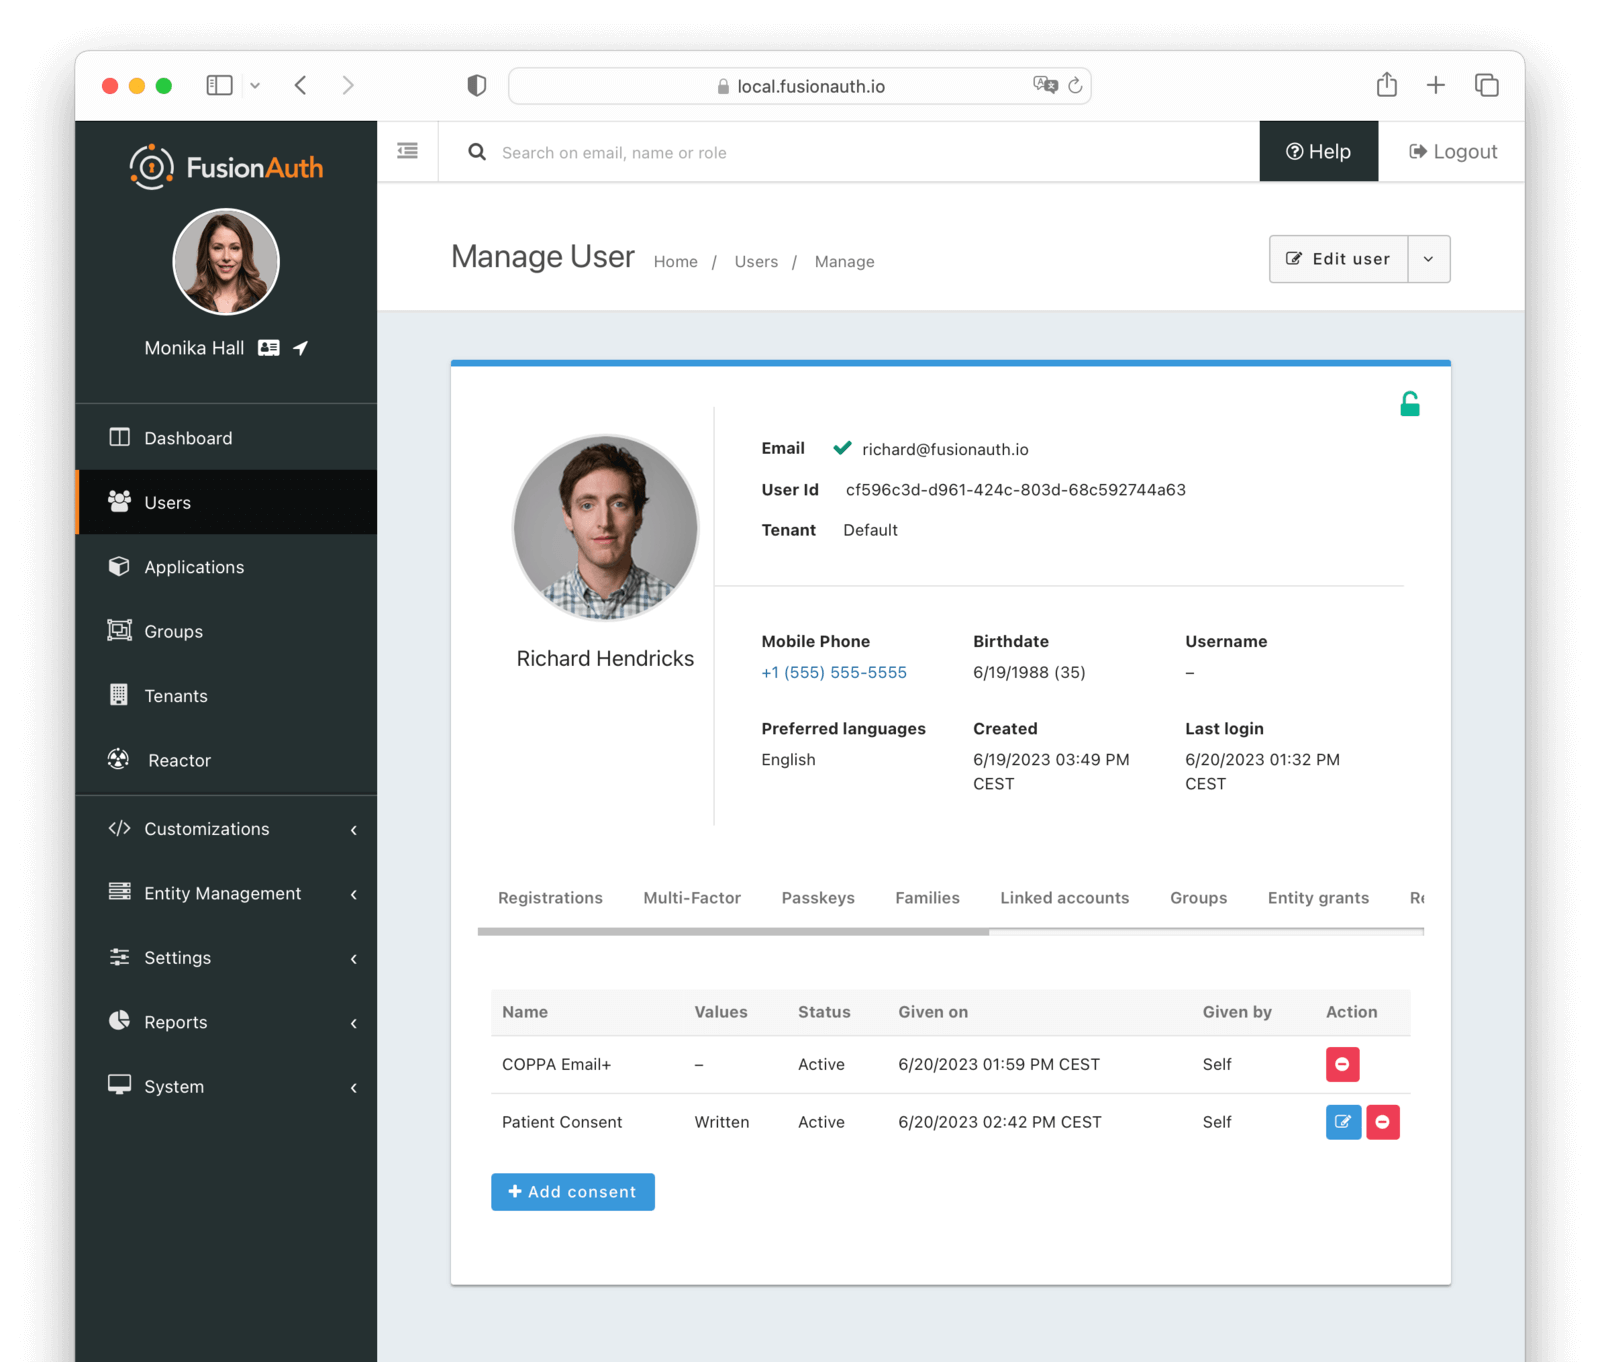 local.fusionauth.io
FusionAuth
Search on email, name or role
Help
Logout
Monika Hall
Dashboard
Users
Applications
Groups
Tenants
Reactor
Customizations
Entity Management
Settings
Reports
System
Manage User
Home / Users / Manage
Edit user
Richard Hendricks
Email richard@fusionauth.io
User Id cf596c3d-d961-424c-803d-68c592744a63
Tenant Default
Mobile Phone Birthdate Username
+1 (555) 555-5555 6/19/1988 (35) –
Preferred languages Created Last login
English 6/19/2023 03:49 PM 6/20/2023 01:32 PM
CEST CEST
Registrations Multi-Factor Passkeys Families Linked accounts Groups Entity grants Re
Name Values Status Given on Given by Action
COPPA Email+ – Active 6/20/2023 01:59 PM CEST Self
Patient Consent Written Active 6/20/2023 02:42 PM CEST Self
Add consent